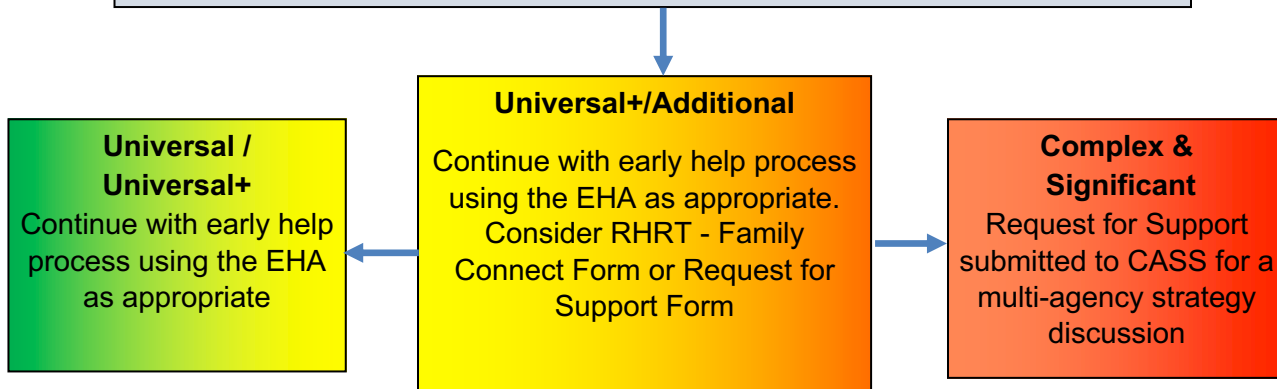 Universal /
Universal+
Continue with early help
process using the EHA
as appropriate
Universal+/Additional
Continue with early help process
using the EHA as appropriate.
Consider RHRT - Family
Connect Form or Request for
Support Form
Complex &
Significant
Request for Support
submitted to CASS for a
multi-agency strategy
discussion